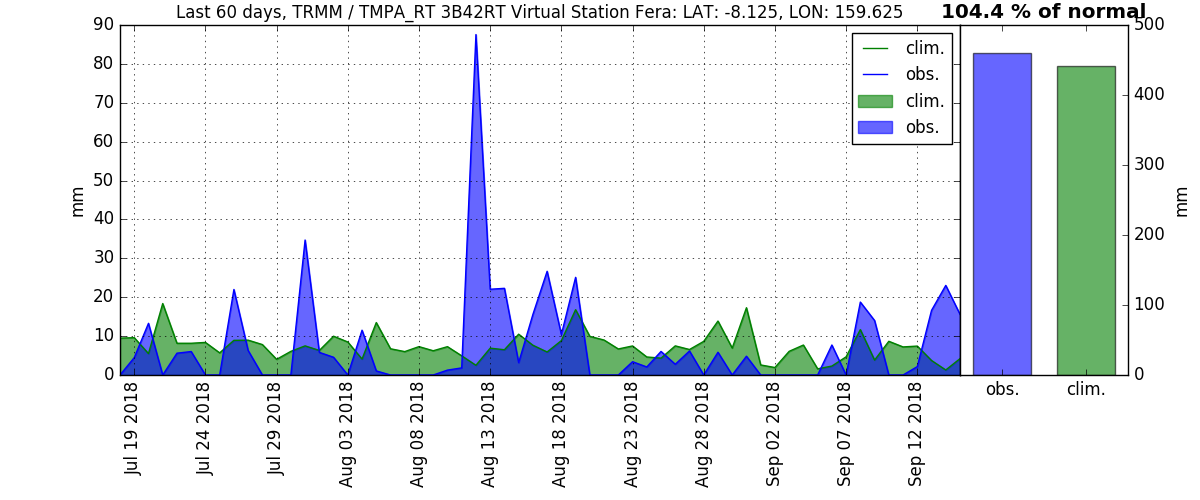 Last 60 days, TRMM / TMPA_RT 3B42RT Virtual Station Fera: LAT: -8.125, LON: 159.625
104.4 % of normal
90
80
70
60
50
40
30
20
10
0
mm
clim.
obs.
clim.
obs.
Jul 19 2018
Jul 24 2018
Jul 29 2018
Aug 03 2018
Aug 08 2018
Aug 13 2018
Aug 18 2018
Aug 23 2018
Aug 28 2018
Sep 02 2018
Sep 07 2018
Sep 12 2018
500
400
300
200
100
0
mm
obs.
clim.